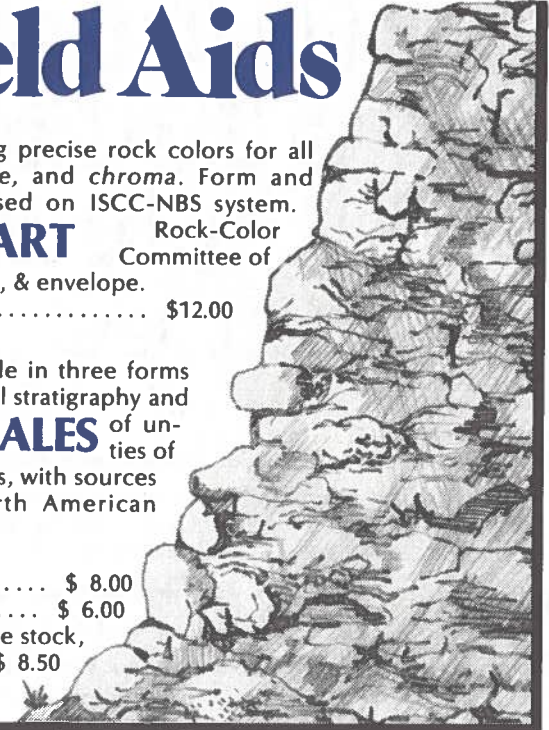 eld Aids
g precise rock colors for all
e, and chroma. Form and
sed on ISCC-NBS system.
ART Rock-Color
Committee of
, & envelope.
............. $12.00
le in three forms
l stratigraphy and
ALES of un-
ties of
s, with sources
rth American
.... $ 8.00
.... $ 6.00
e stock,
$ 8.50